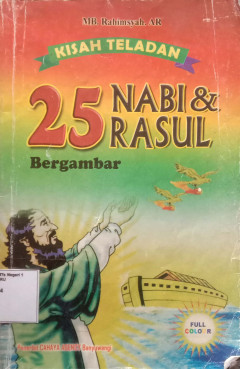 MB. Rahimsyah, AR
KISAH TELADAN
25 NABI &
RASUL
Bergambar
FULL
COLOUR